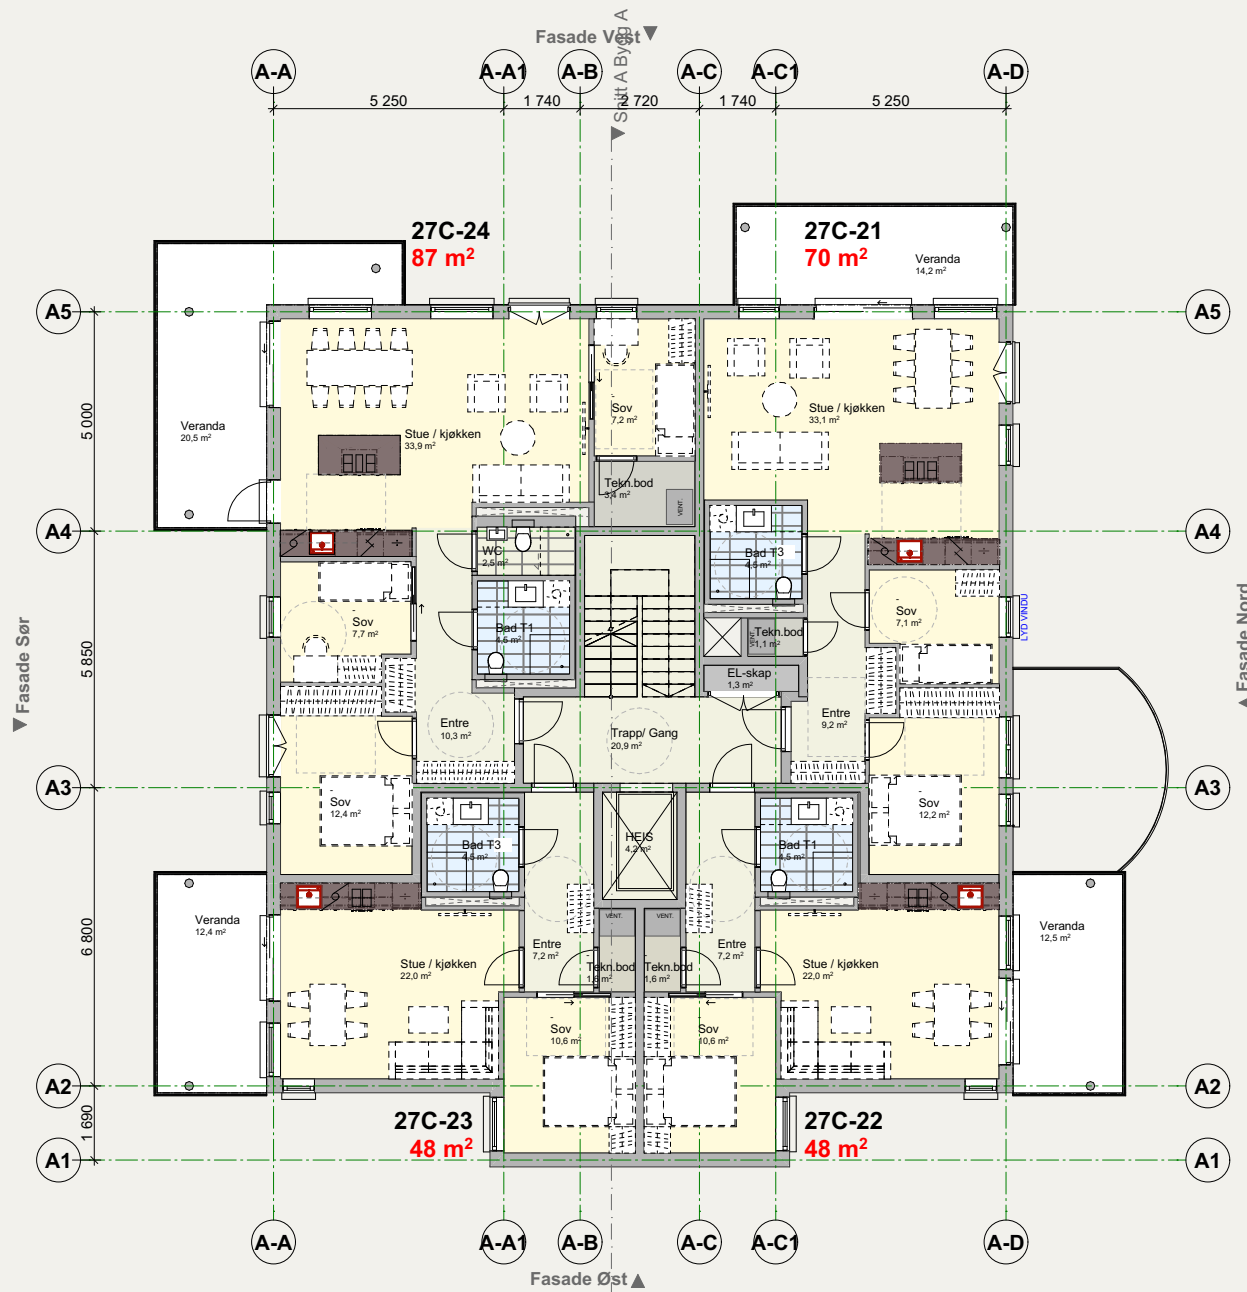 Fasade Vest
Snitt A Bygg A
A-A
A-A1
A-B
A-C
A-C1
A-D
5 250
1 740
2 720
1 740
5 250
27C-24
87 m²
27C-21
70 m²
Veranda
14,2 m²
A5
A5
5 000
Veranda
20,5 m²
Stue / kjøkken
33,9 m²
Sov
7,2 m²
Stue / kjøkken
33,1 m²
Tekn.bod
3,4 m²
VENT.
A4
A4
WC
2,5 m²
Bad T3
4,5 m²
Sov
7,7 m²
Bad T1
4,5 m²
VENT.
Tekn.bod
1,1 m²
Sov
7,1 m²
LYD VINDU
Fasade Sør
5 850
Fasade Nord
EL-skap
1,3 m²
Entre
10,3 m²
Trapp/ Gang
20,9 m²
Entre
9,2 m²
A3
A3
Sov
12,4 m²
Sov
12,2 m²
Bad T3
4,5 m²
HEIS
4,2 m²
Bad T1
4,5 m²
6 800
Veranda
12,4 m²
VENT.
VENT.
Veranda
12,5 m²
Entre
7,2 m²
Entre
7,2 m²
Stue / kjøkken
22,0 m²
Tekn.bod
1,6 m²
Tekn.bod
1,6 m²
Stue / kjøkken
22,0 m²
Sov
10,6 m²
Sov
10,6 m²
A2
A2
1 690
27C-23
48 m²
27C-22
48 m²
A1
A1
A-A
A-A1
A-B
A-C
A-C1
A-D
Fasade Øst